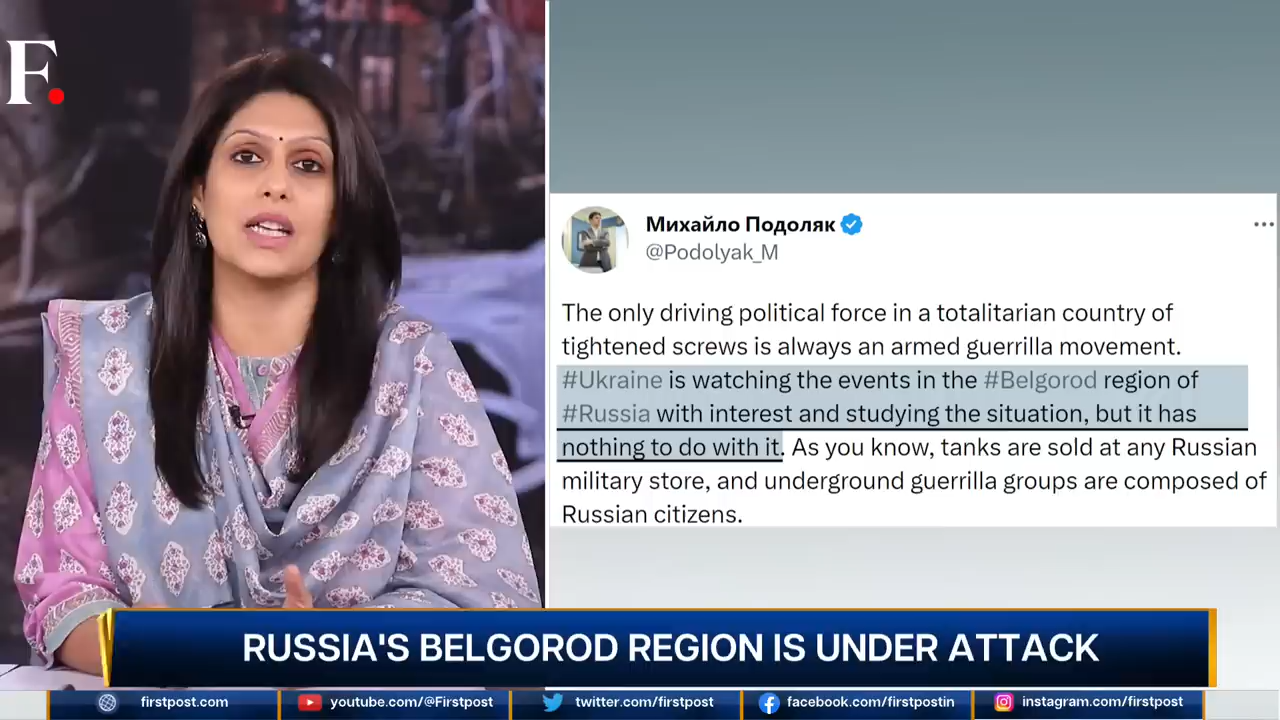 F.
Михайло Подоляк
@Podolyak_M
The only driving political force in a totalitarian country of
tightened screws is always an armed guerrilla movement.
#Ukraine is watching the events in the #Belgorod region of
#Russia with interest and studying the situation, but it has
nothing to do with it. As you know, tanks are sold at any Russian
military store, and underground guerrilla groups are composed of
Russian citizens.
RUSSIA'S BELGOROD REGION IS UNDER ATTACK
firstpost.com
youtube.com/@Firstpost
twitter.com/firstpost
facebook.com/firstpostin
instagram.com/firstpost